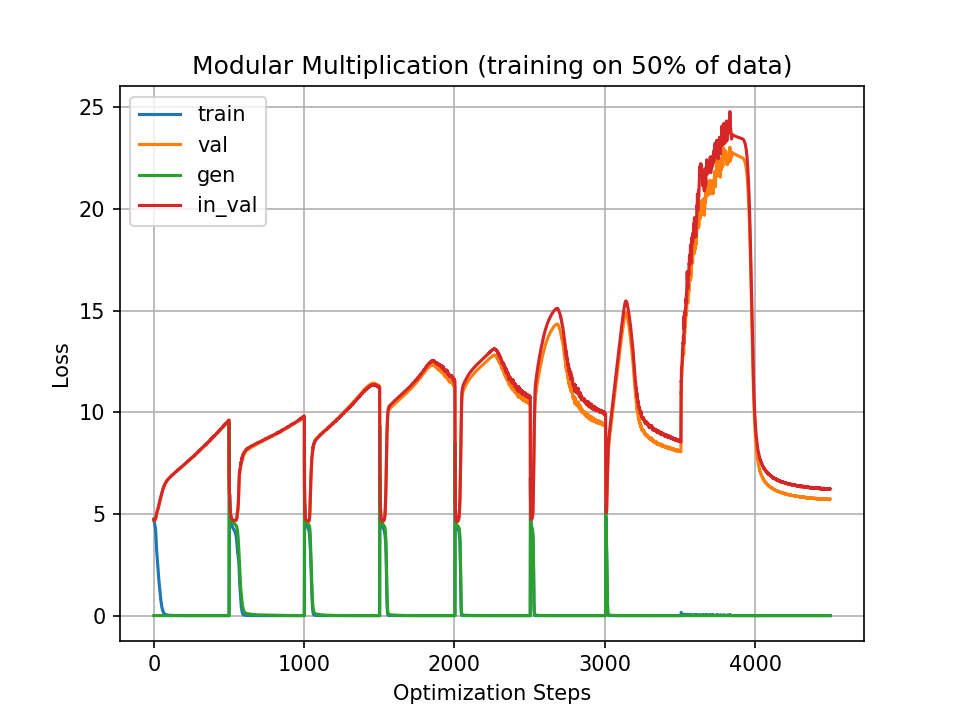 Modular Multiplication (training on 50% of data)
train
val
gen
in_val
25
20
15
10
5
0
Loss
0
1000
2000
3000
4000
Optimization Steps